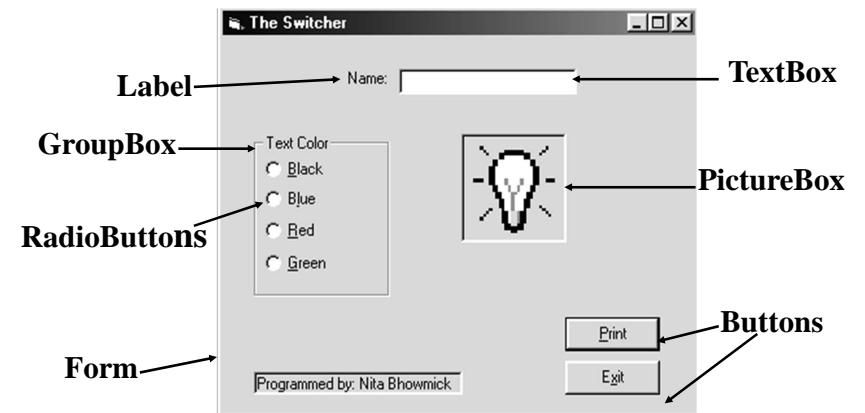 The Switcher
Label
Name:
TextBox
GroupBox
Text Color
Black
Blue
Red
Green
RadioButtons
PictureBox
Print
Buttons
Form
Programmed by: Nita Bhowmick
Exit